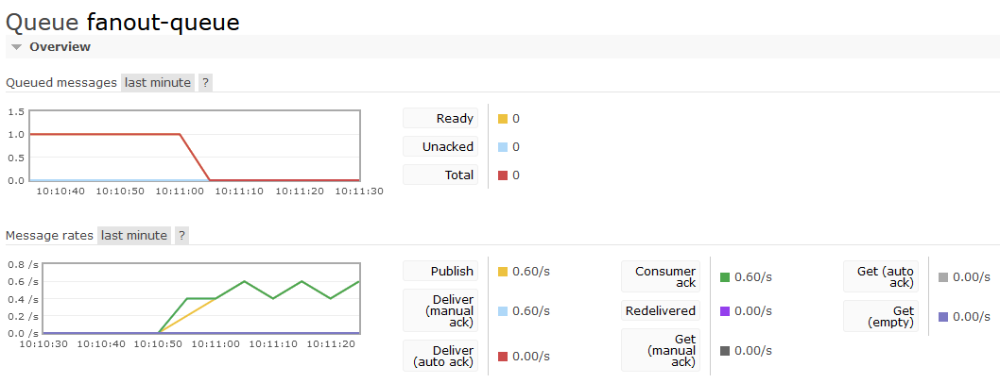 Queue fanout-queue
Overview
Queued messages last minute ?
1.5
1.0
0.5
0.0
10:10:40 10:10:50 10:11:00 10:11:10 10:11:20 10:11:30
Ready 0
Unacked 0
Total 0
Message rates last minute ?
0.8 /s
0.6 /s
0.4 /s
0.2 /s
0.0 /s
10:10:30 10:10:40 10:10:50 10:11:00 10:11:10 10:11:20
Publish 0.60/s
Deliver
(manual
ack)
0.60/s
Deliver
(auto ack)
0.00/s
Consumer
ack
0.60/s
Redelivered 0.00/s
Get
(manual
ack)
0.00/s
Get (auto
ack)
0.00/s
Get
(empty)
0.00/s